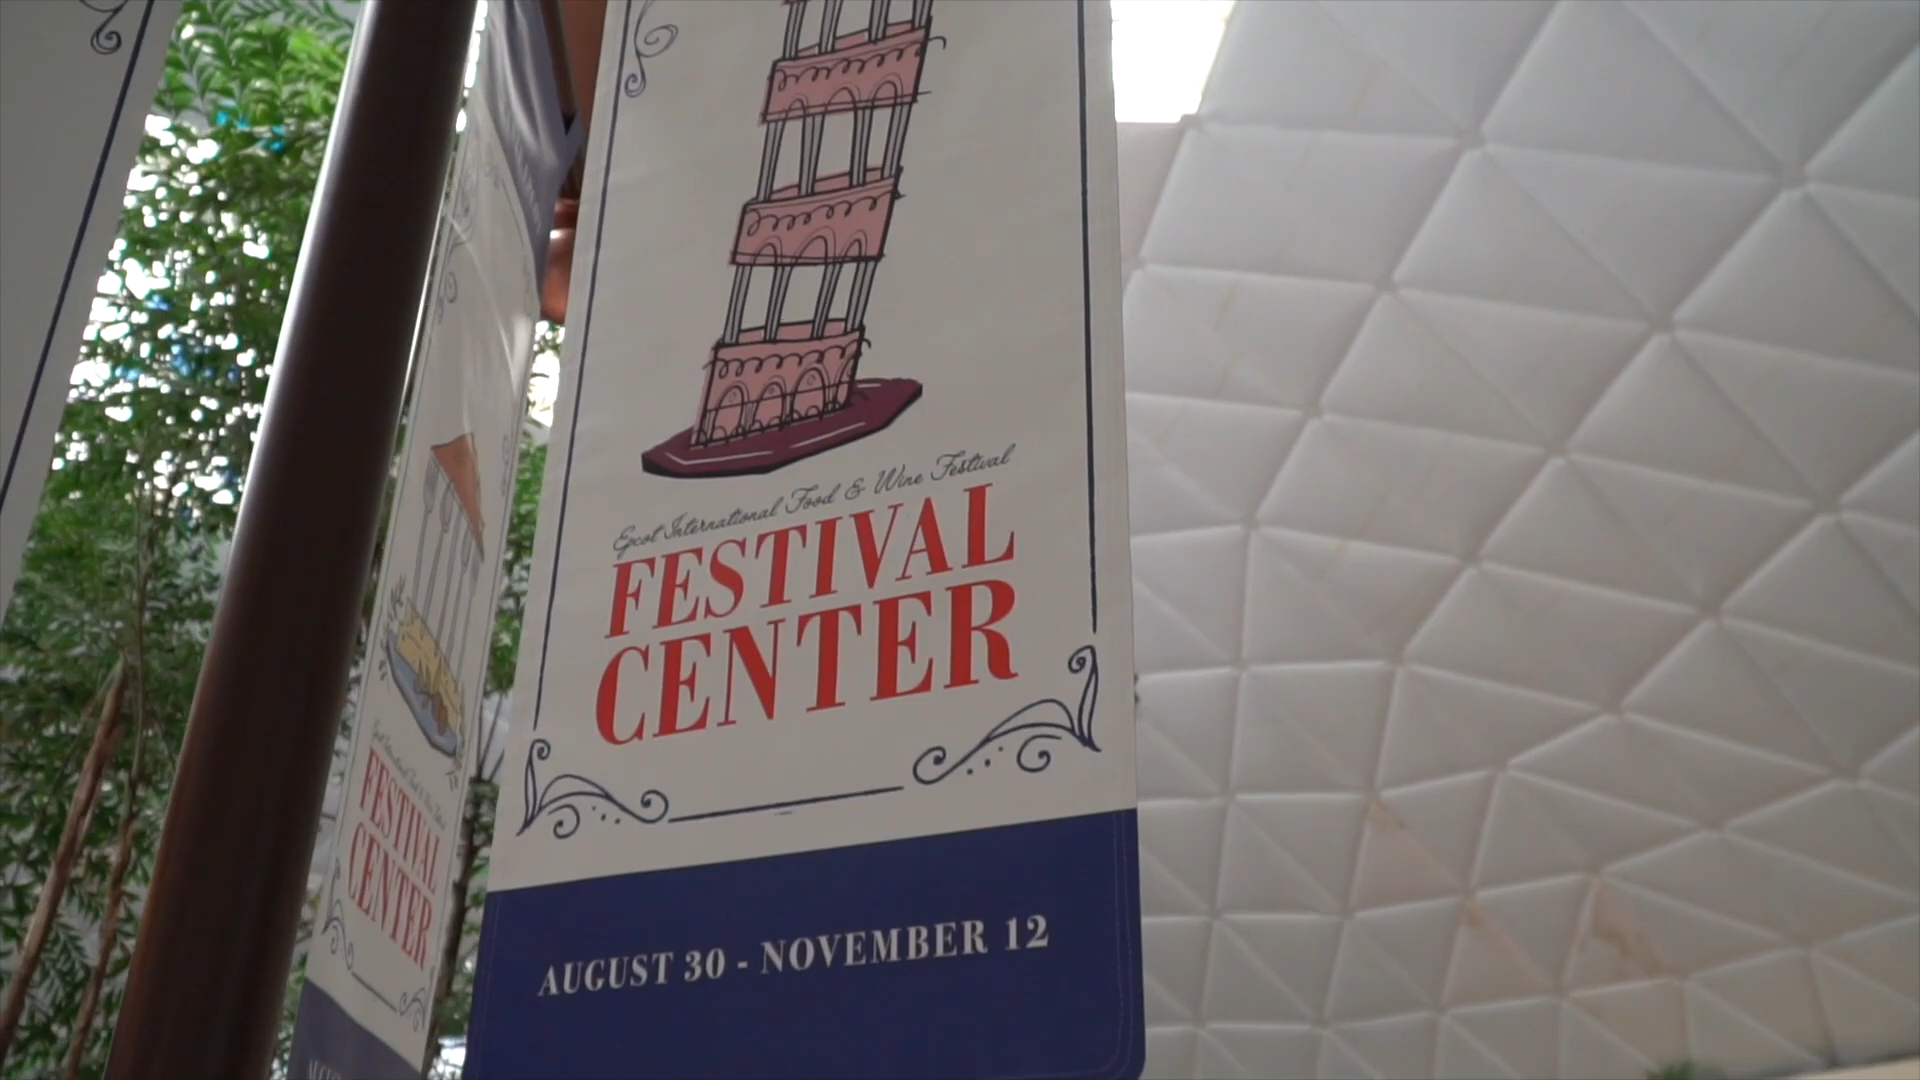 Epcot International Food & Wine Festival
FESTIVAL
CENTER
AUGUST 30 - NOVEMBER 12
FESTIVAL
CENTER